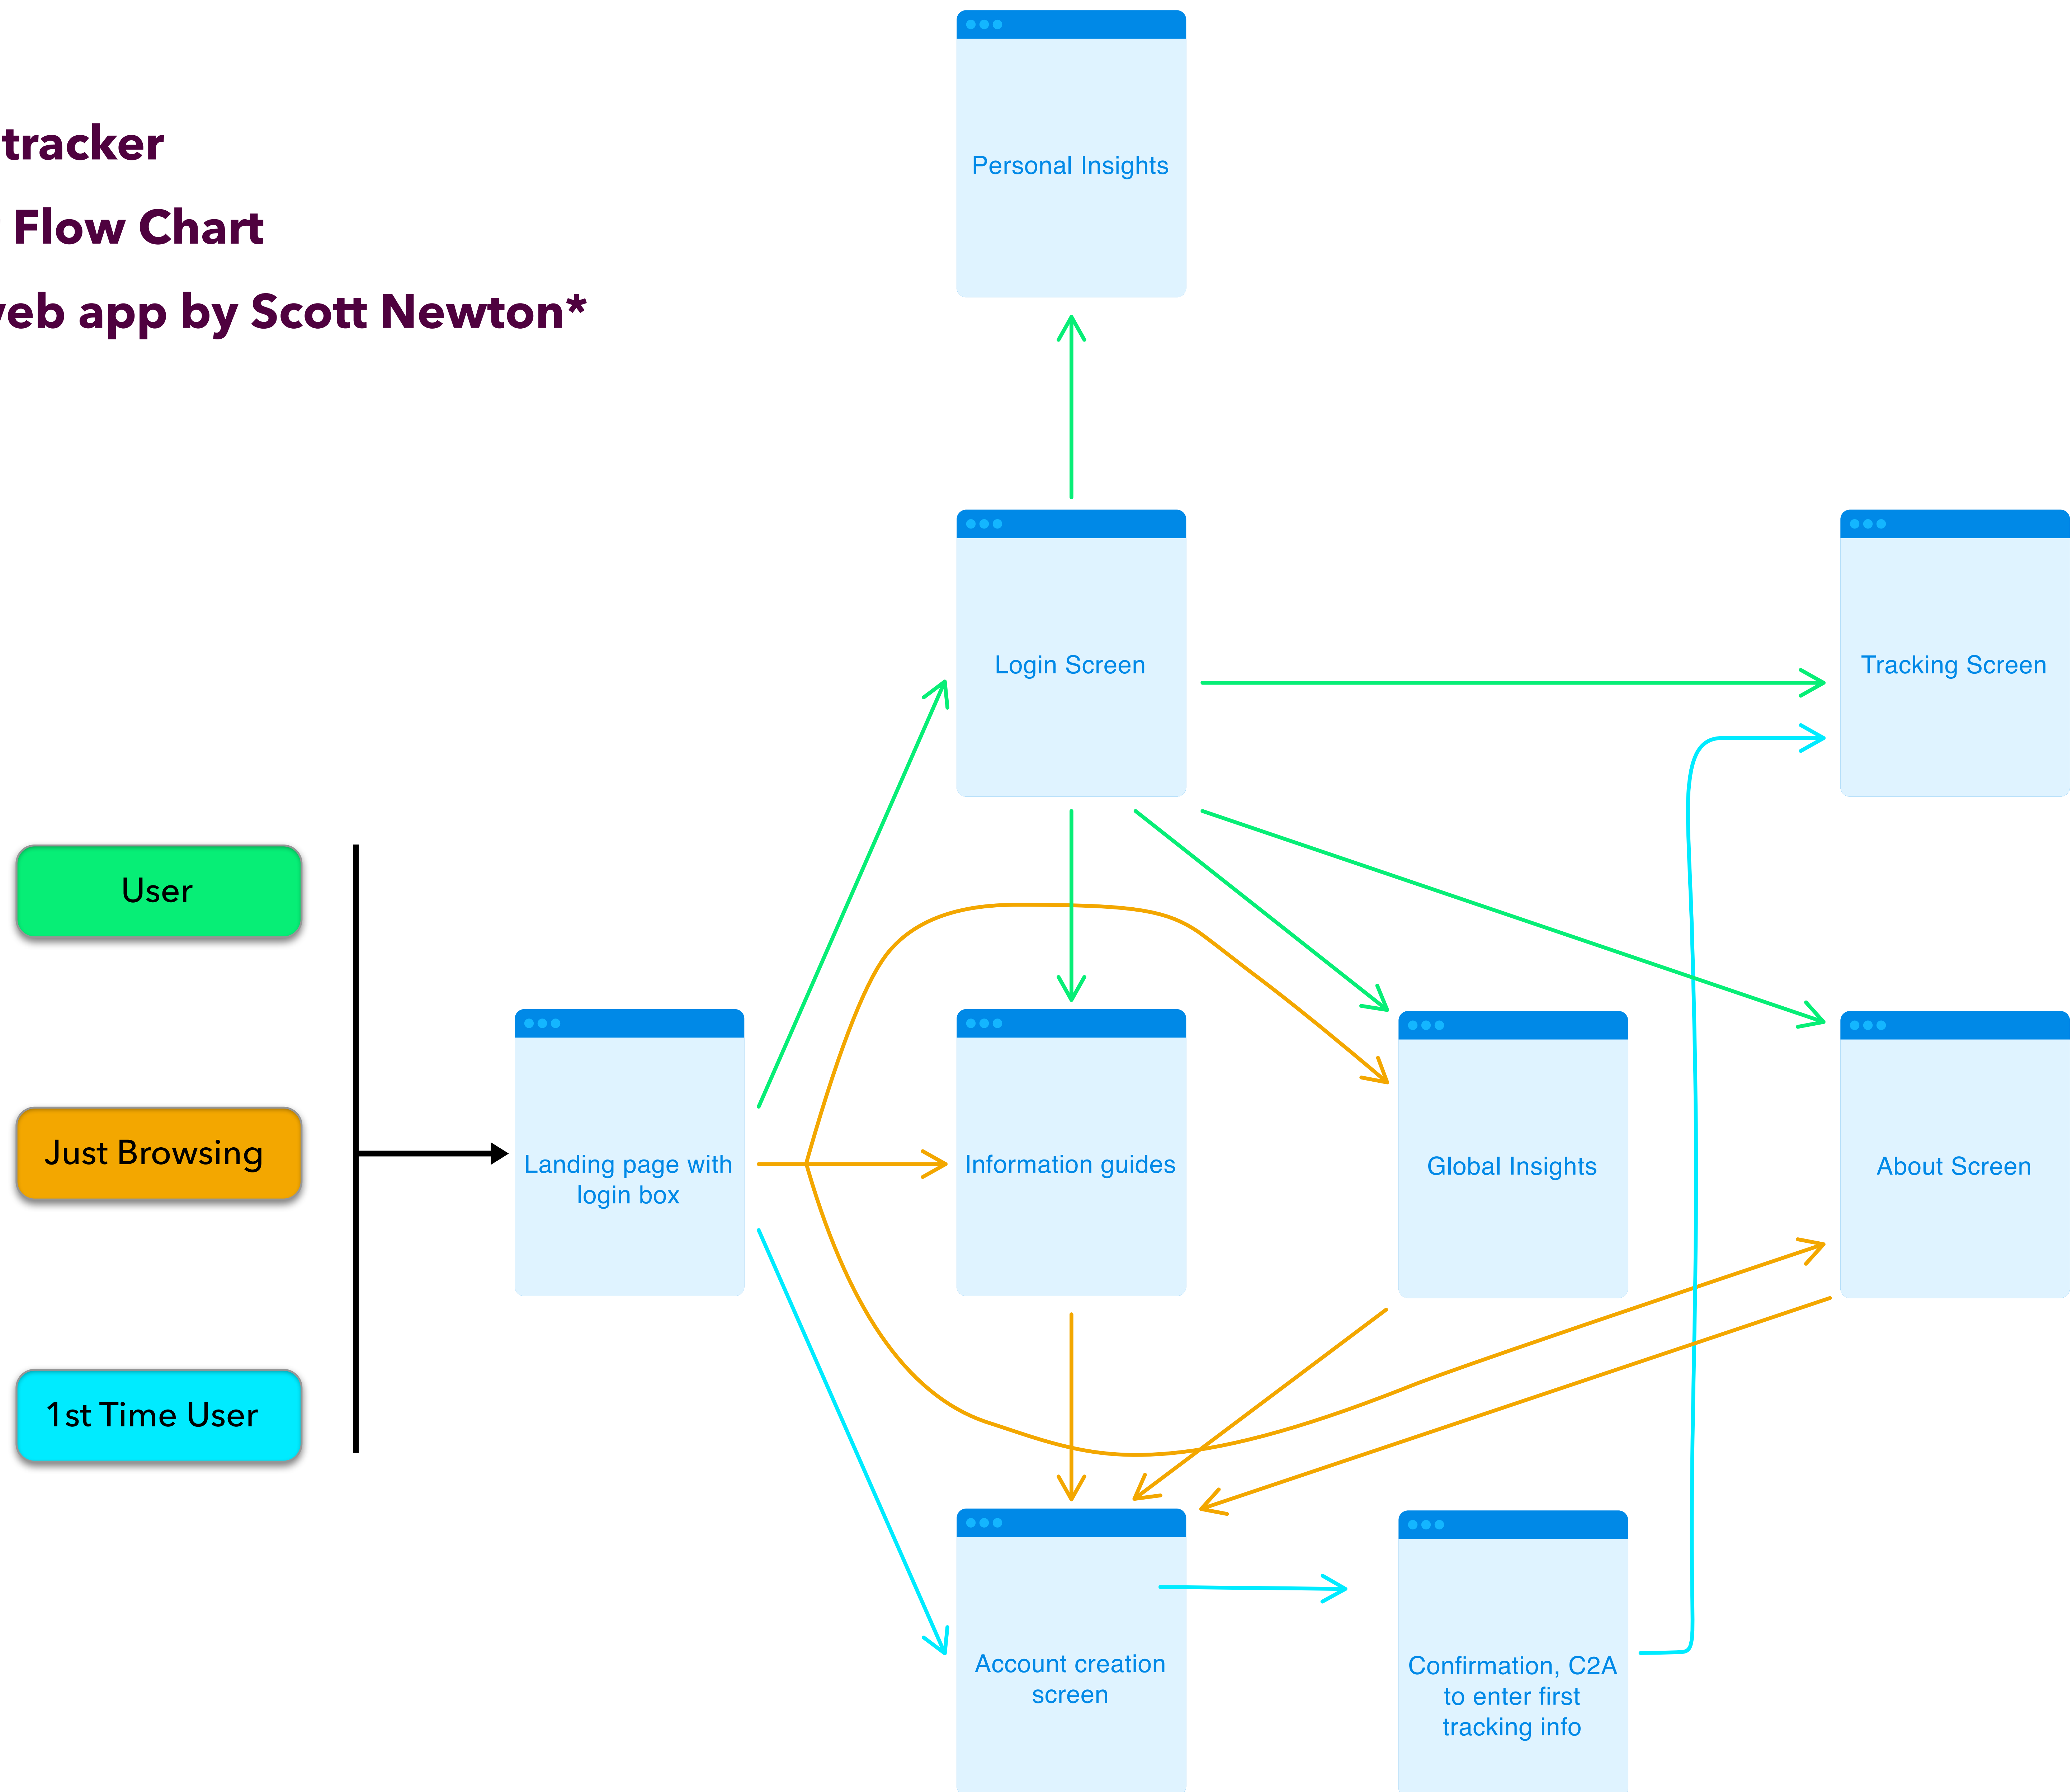 tracker
Flow Chart
web app by Scott Newton*
Personal Insights
Login Screen
Tracking Screen
User
Just Browsing
1st Time User
Landing page with
login box
Information guides
Global Insights
About Screen
Account creation
screen
Confirmation, C2A
to enter first
tracking info